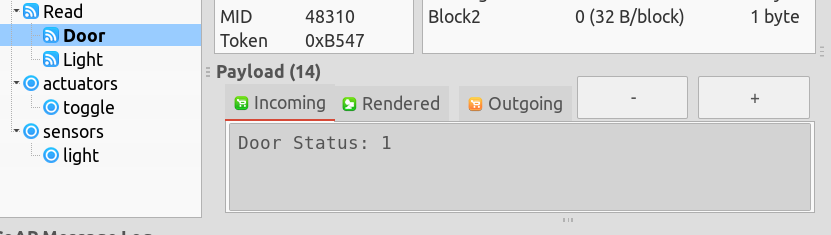 Read
Door
Light
actuators
toggle
sensors
light
MID 48310
Token 0xB547
Block2 0 (32 B/block) 1 byte
Payload (14)
Incoming Rendered Outgoing - +
Door Status: 1